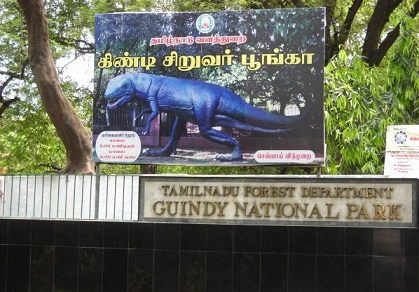 தமிழ்நாடு வனத்துறை
கிண்டி சிறுவர் பூங்கா
செவ்வாய் விடுமுறை
TAMILNADU FOREST DEPARTMENT
GUINDY NATIONAL PARK